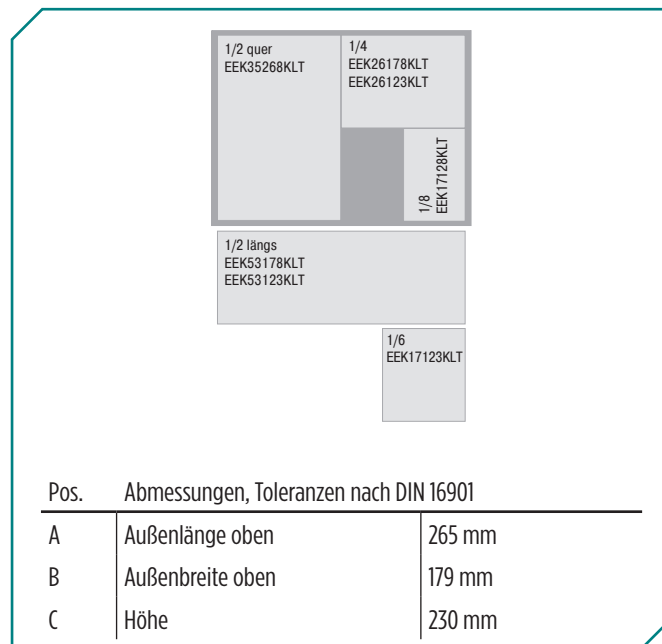 1/2 quer
EEK35268KLT
1/4
EEK26178KLT
EEK26123KLT
1/8
EEK17128KLT
1/2 längs
EEK53178KLT
EEK53123KLT
1/6
EEK17123KLT
Pos. Abmessungen, Toleranzen nach DIN 16901
A Außenlänge oben 265 mm
B Außenbreite oben 179 mm
C Höhe 230 mm